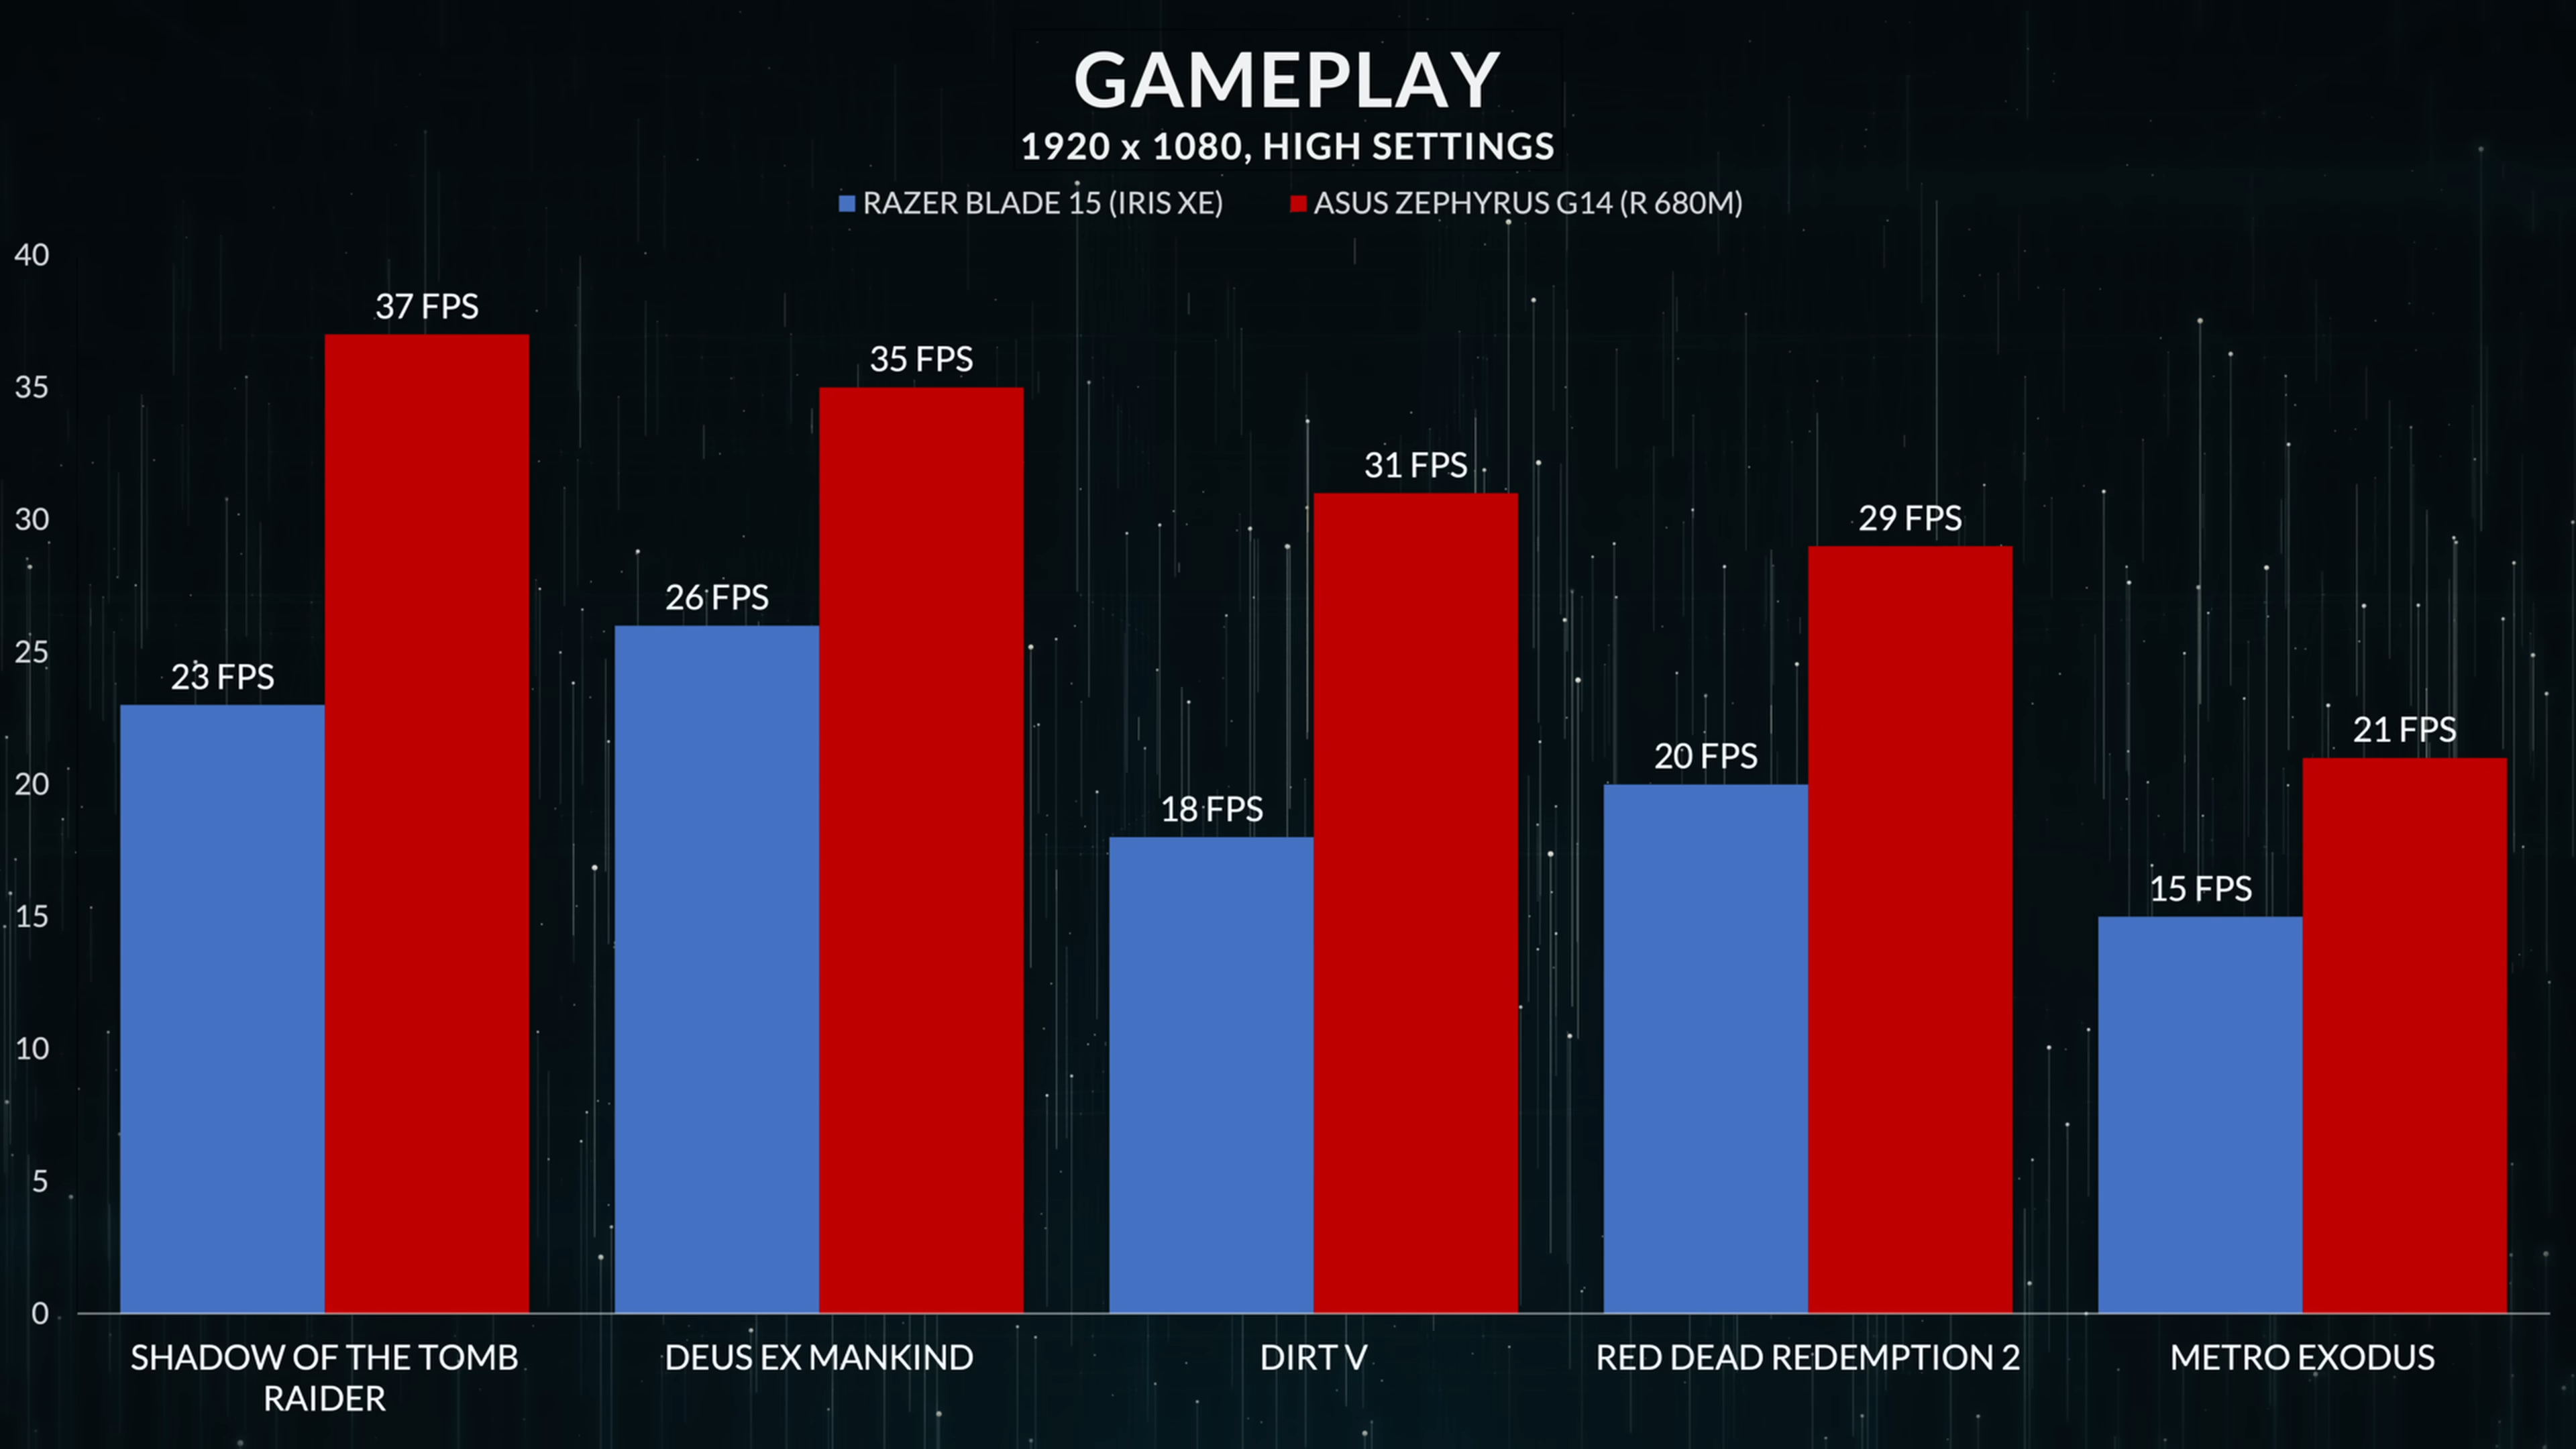 GAMEPLAY
1920 x 1080, HIGH SETTINGS
RAZER BLADE 15 (IRIS XE)
ASUS ZEPHYRUS G14 (R 680M)
40
35
30
25
20
15
10
5
0
23 FPS
37 FPS
26 FPS
35 FPS
18 FPS
31 FPS
20 FPS
29 FPS
15 FPS
21 FPS
SHADOW OF THE TOMB
RAIDER
DEUS EX MANKIND
DIRT V
RED DEAD REDEMPTION 2
METRO EXODUS